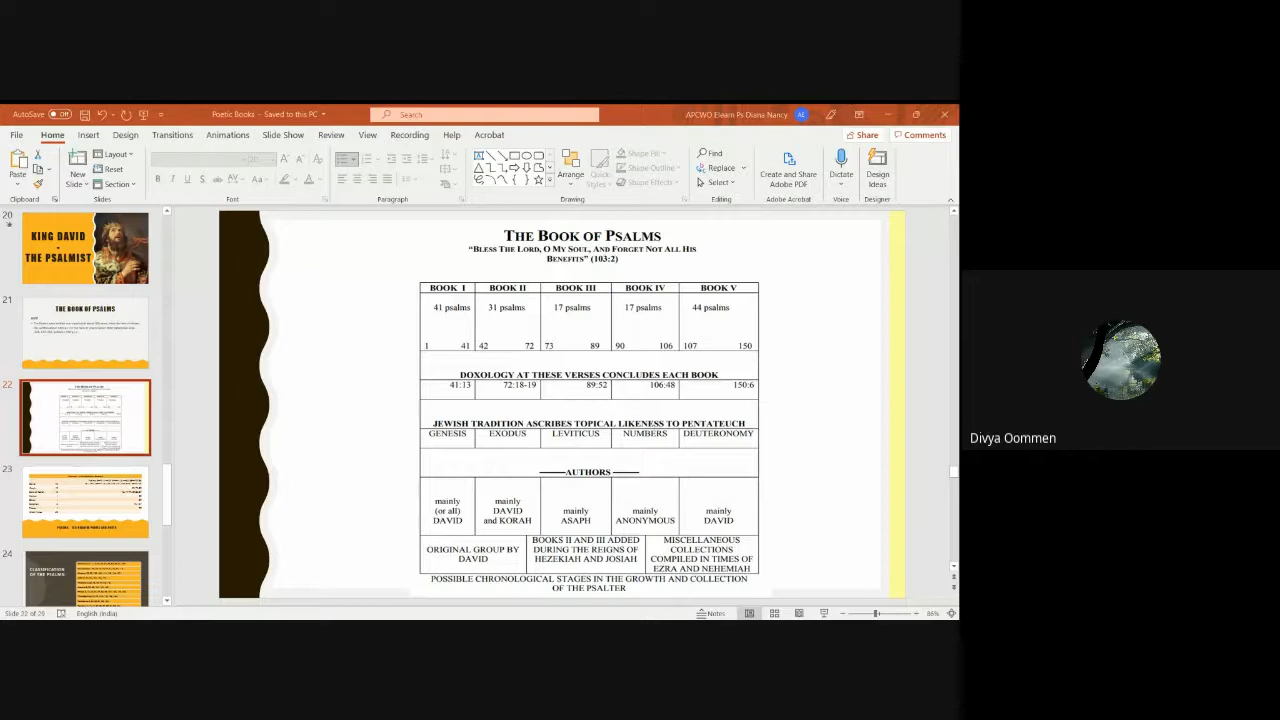 AutoSave Off
Poetic Books - Saved to this PC
Search
APCWO Elearn Ps Diana Nancy
AE
File Home Insert Design Transitions Animations Slide Show Review View Recording Help Acrobat
Share Comments
Paste
New Slide
Layout
Reset
Section
20
Arrange
Quick Styles
Shape Fill
Shape Outline
Shape Effects
Find
Replace
Select
Create and Share Adobe PDF
Dictate
Design Ideas
Clipboard Slides Font Paragraph Drawing Editing Adobe Acrobat Voice Designer
20
KING DAVID
-
THE PSALMIST
21
THE BOOK OF PSALMS
22
23
24
CLASSIFICATION
OF THE PSALMS:
THE BOOK OF PSALMS
"BLESS THE LORD, O MY SOUL, AND FORGET NOT ALL HIS
BENEFITS" (103:2)
BOOK I BOOK II BOOK III BOOK IV BOOK V
41 psalms 31 psalms 17 psalms 17 psalms 44 psalms
1 41 42 72 73 89 90 106 107 150
DOXOLOGY AT THESE VERSES CONCLUDES EACH BOOK
41:13 72:18-19 89:52 106:48 150:6
JEWISH TRADITION ASCRIBES TOPICAL LIKENESS TO PENTATEUCH
GENESIS EXODUS LEVITICUS NUMBERS DEUTERONOMY
AUTHORS
mainly (or all) DAVID
mainly DAVID and KORAH
mainly ASAPH
mainly ANONYMOUS
mainly DAVID
ORIGINAL GROUP BY DAVID
BOOKS II AND III ADDED DURING THE REIGNS OF HEZEKIAH AND JOSIAH
MISCELLANEOUS COLLECTIONS COMPILED IN TIMES OF EZRA AND NEHEMIAH
POSSIBLE CHRONOLOGICAL STAGES IN THE GROWTH AND COLLECTION
OF THE PSALTER
Slide 22 of 29 English (India)
Notes
86%
Divya Oommen